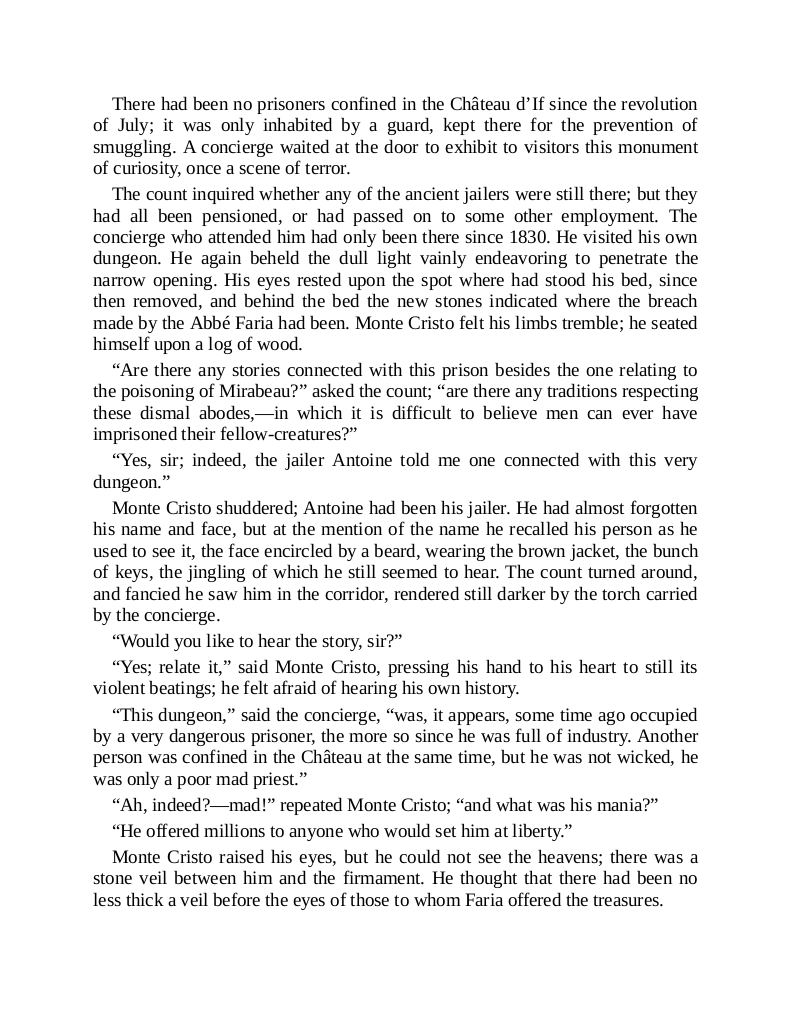 There had been no prisoners confined in the Château d’If since the revolution
of July; it was only inhabited by a guard, kept there for the prevention of
smuggling. A concierge waited at the door to exhibit to visitors this monument
of curiosity, once a scene of terror.
The count inquired whether any of the ancient jailers were still there; but they
had all been pensioned, or had passed on to some other employment. The
concierge who attended him had only been there since 1830. He visited his own
dungeon. He again beheld the dull light vainly endeavoring to penetrate the
narrow opening. His eyes rested upon the spot where had stood his bed, since
then removed, and behind the bed the new stones indicated where the breach
made by the Abbé Faria had been. Monte Cristo felt his limbs tremble; he seated
himself upon a log of wood.
“Are there any stories connected with this prison besides the one relating to
the poisoning of Mirabeau?” asked the count; “are there any traditions respecting
these dismal abodes,—in which it is difficult to believe men can ever have
imprisoned their fellow-creatures?”
“Yes, sir; indeed, the jailer Antoine told me one connected with this very
dungeon.”
Monte Cristo shuddered; Antoine had been his jailer. He had almost forgotten
his name and face, but at the mention of the name he recalled his person as he
used to see it, the face encircled by a beard, wearing the brown jacket, the bunch
of keys, the jingling of which he still seemed to hear. The count turned around,
and fancied he saw him in the corridor, rendered still darker by the torch carried
by the concierge.
“Would you like to hear the story, sir?”
“Yes; relate it,” said Monte Cristo, pressing his hand to his heart to still its
violent beatings; he felt afraid of hearing his own history.
“This dungeon,” said the concierge, “was, it appears, some time ago occupied
by a very dangerous prisoner, the more so since he was full of industry. Another
person was confined in the Château at the same time, but he was not wicked, he
was only a poor mad priest.”
“Ah, indeed?—mad!” repeated Monte Cristo; “and what was his mania?”
“He offered millions to anyone who would set him at liberty.”
Monte Cristo raised his eyes, but he could not see the heavens; there was a
stone veil between him and the firmament. He thought that there had been no
less thick a veil before the eyes of those to whom Faria offered the treasures.